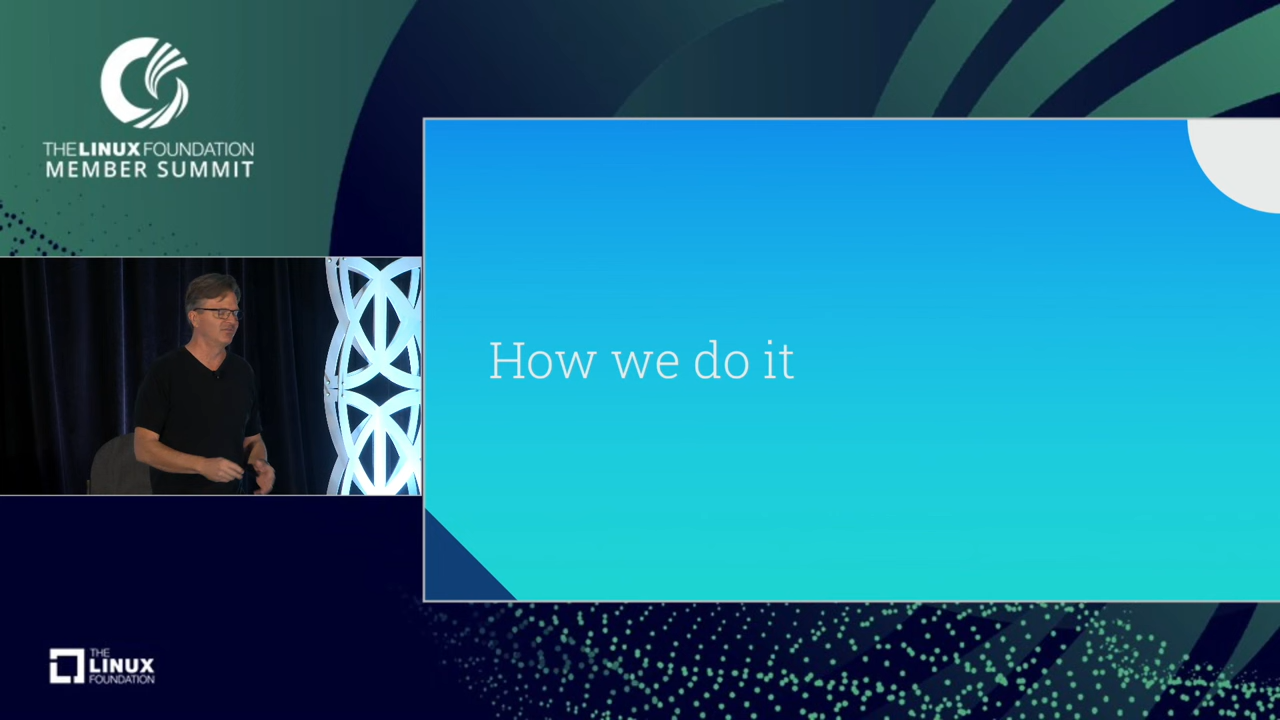 THE LINUX FOUNDATION
MEMBER SUMMIT
How we do it
THE
LINUX
FOUNDATION